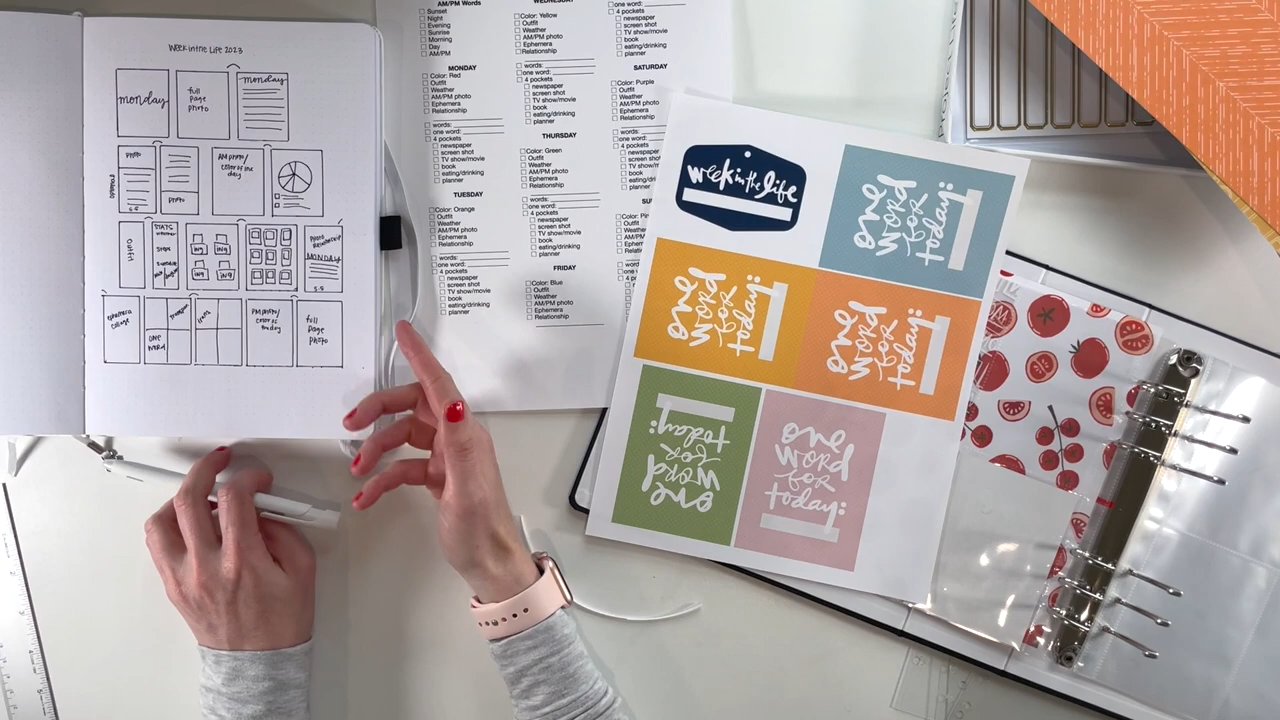 Week in the Life 2023
monday
full
page
photo
monday
photo
photo
AM photo/
color of the
day
outfit
STATS
steps
MONDAY
ephemera
collage
ONE
WORD
PM photo/
color of
the day
full
page
photo
AM/PM Words
Sunset
Night
Evening
Sunrise
Morning
Day
AM/PM
MONDAY
Color: Red
Outfit
Weather
AM/PM photo
Ephemera
Relationship
words:
one word:
4 pockets
newspaper
screen shot
TV show/movie
book
eating/drinking
planner
TUESDAY
Color: Orange
Outfit
Weather
AM/PM photo
Ephemera
Relationship
words:
one word:
4 pockets
newspaper
screen shot
TV show/movie
book
eating/drinking
planner
WEDNESDAY
Color: Yellow
Outfit
Weather
AM/PM photo
Ephemera
Relationship
words:
one word:
4 pockets
newspaper
screen shot
TV show/movie
book
eating/drinking
planner
THURSDAY
Color: Green
Outfit
Weather
AM/PM photo
Ephemera
Relationship
words:
one word:
4 pockets
newspaper
screen shot
TV show/movie
book
eating/drinking
planner
FRIDAY
Color: Blue
Outfit
Weather
AM/PM photo
Ephemera
Relationship
one word:
4 pockets
newspaper
screen shot
TV show/movie
book
eating/drinking
planner
SATURDAY
Color: Purple
Outfit
Weather
AM/PM
Ephemera
Relationship
words:
one word:
4 pockets
newspaper
screen shot
TV show/m
book
eating/dri
planner
week in the life
one
word
for
today:
one
word
for
today:
one
word
for
today:
one
word
for
today:
one
word
for
today: